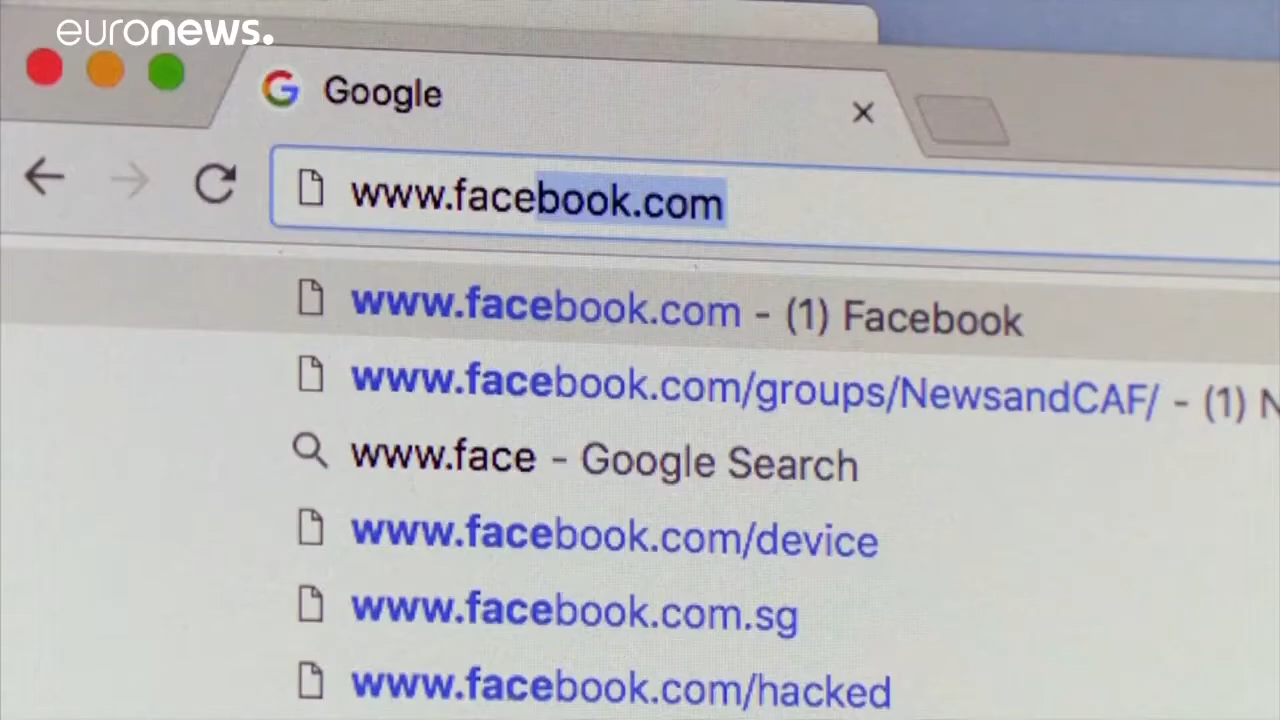 euronews.
Google
www.facebook.com
www.facebook.com - (1) Facebook
www.facebook.com/groups/NewsandCAF/ - (1) N
www.face - Google Search
www.facebook.com/device
www.facebook.com.sg
www.facebook.com/hacked